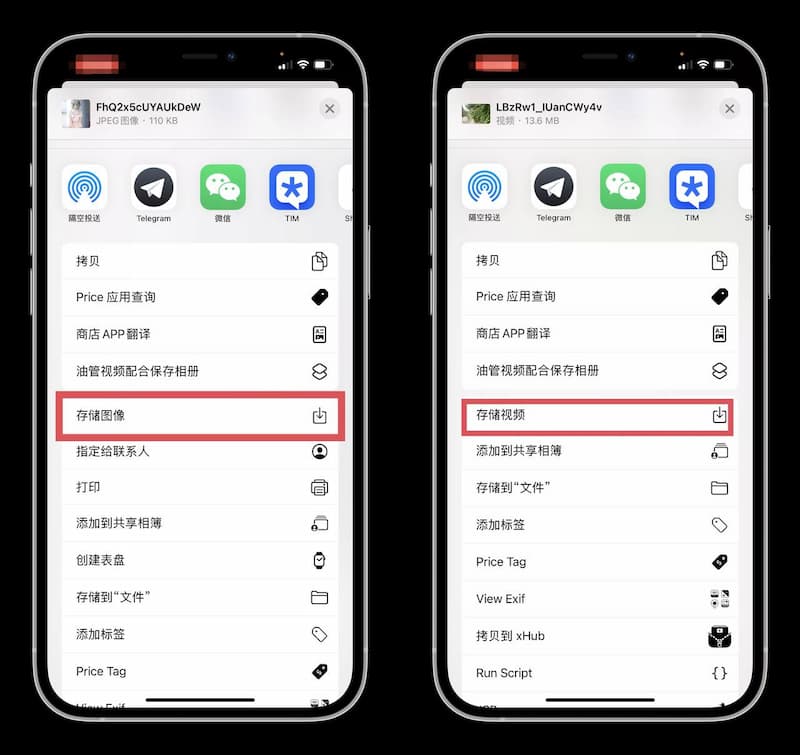 FhQ2x5cUYAUkDeW
JPEG图像 · 110 KB
隔空投送
Telegram
微信
TIM
拷贝
Price 应用查询
商店 APP 翻译
油管视频配合保存相册
存储图像
指定给联系人
打印
添加到共享相簿
创建表盘
存储到“文件”
添加标签
Price Tag
View Exif
LBzRw1_IUanCWy4v
视频 · 13.6 MB
隔空投送
Telegram
微信
TIM
拷贝
Price 应用查询
商店 APP 翻译
油管视频配合保存相册
存储视频
添加到共享相簿
存储到“文件”
添加标签
Price Tag
View Exif
拷贝到 xHub
Run Script